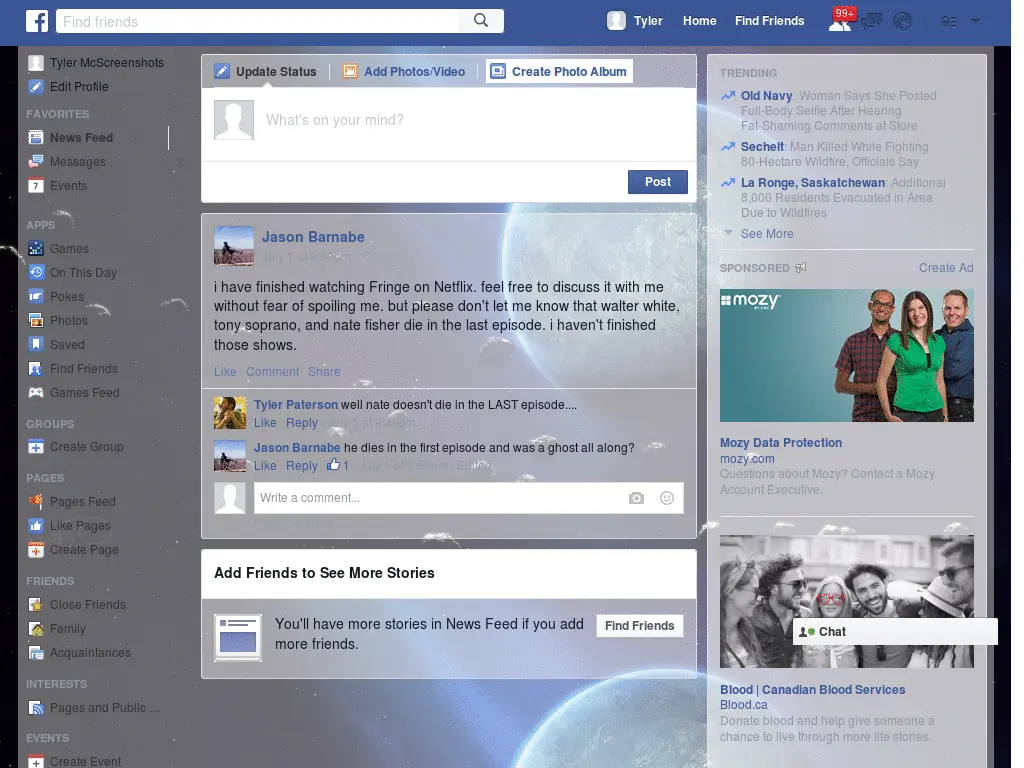 Find friends
Tyler
Home
Find Friends
99+
Tyler McScreenshots
Edit Profile
FAVORITES
News Feed
Messages
2
Events
APPS
Games
On This Day
Pokes
Photos
Saved
Find Friends
Games Feed
GROUPS
Create Group
PAGES
Pages Feed
Like Pages
Create Page
FRIENDS
Close Friends
Family
Acquaintances
INTERESTS
Pages and Public ...
EVENTS
Create Event
Update Status
Add Photos/Video
Create Photo Album
What's on your mind?
Post
Jason Barnabe
i have finished watching Fringe on Netflix. feel free to discuss it with me
without fear of spoiling me. but please don't let me know that walter white,
tony soprano, and nate fisher die in the last episode. i haven't finished
those shows.
Like Comment Share
Tyler Paterson well nate doesn't die in the LAST episode....
Like Reply July 1 at 9:49pm
Jason Barnabe he dies in the first episode and was a ghost all along?
Like Reply 1 July 1 at 9:55pm Edited
Write a comment...
Add Friends to See More Stories
You'll have more stories in News Feed if you add
more friends.
Find Friends
TRENDING
Old Navy: Woman Says She Posted
Full-Body Selfie After Hearing
Fat-Shaming Comments at Store
Sechelt: Man Killed While Fighting
80-Hectare Wildfire, Officials Say
La Ronge, Saskatchewan: Additional
8,000 Residents Evacuated in Area
Due to Wildfires
See More
SPONSORED
Create Ad
mozy
Mozy Data Protection
mozy.com
Questions about Mozy? Contact a Mozy
Account Executive.
Chat
Blood | Canadian Blood Services
Blood.ca
Donate blood and help give someone a
chance to live through more life stories.